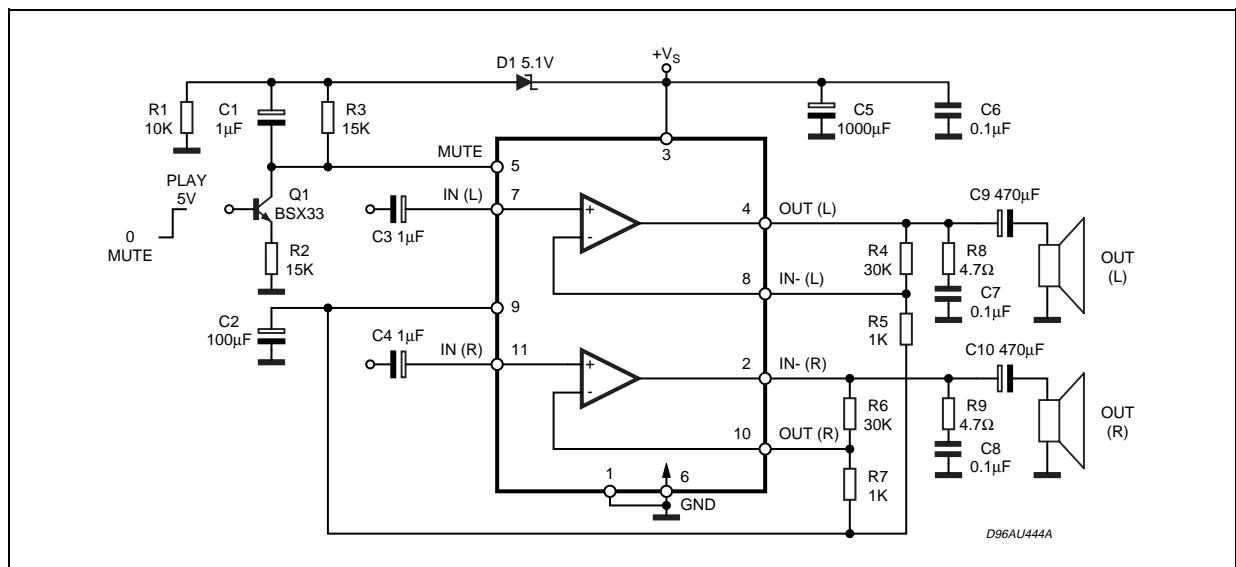 D1 5.1V
+VS
R1
10K
C1
1µF
R3
15K
C5
1000µF
C6
0.1µF
MUTE
5
3
PLAY
5V
0
MUTE
Q1
BSX33
R2
15K
C3 1µF
IN (L)
7
+
-
4
OUT (L)
C9 470µF
R4
30K
R8
4.7Ω
C7
0.1µF
OUT
(L)
8
IN- (L)
R5
1K
C2
100µF
9
C4 1µF
IN (R)
11
+
-
2
IN- (R)
C10 470µF
R6
30K
R9
4.7Ω
C8
0.1µF
OUT
(R)
10
OUT (R)
R7
1K
1
6
GND
D96AU444A